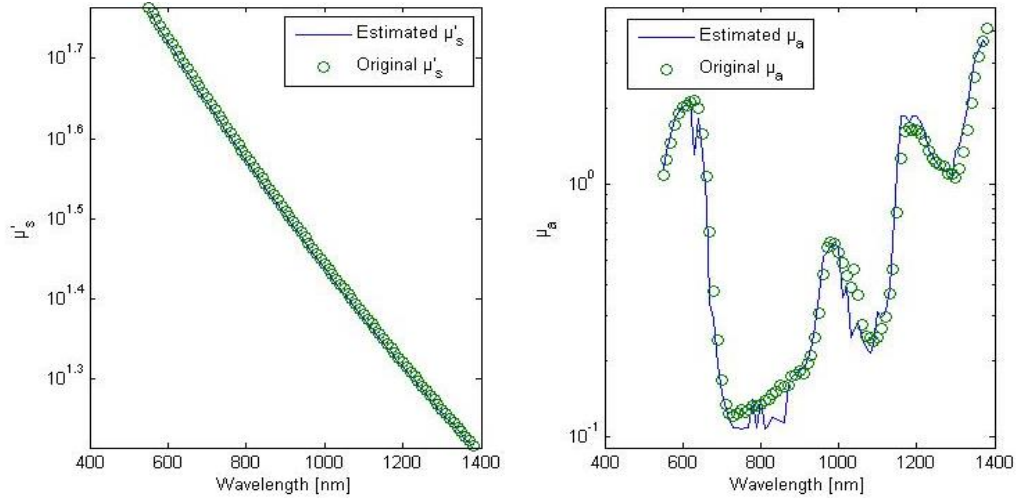 Estimated μ's
Original μ's
10^1.7
10^1.6
10^1.5
10^1.4
10^1.3
μ's
400 600 800 1000 1200 1400
Wavelength [nm]
Estimated μa
Original μa
10^0
10^-1
μa
400 600 800 1000 1200 1400
Wavelength [nm]